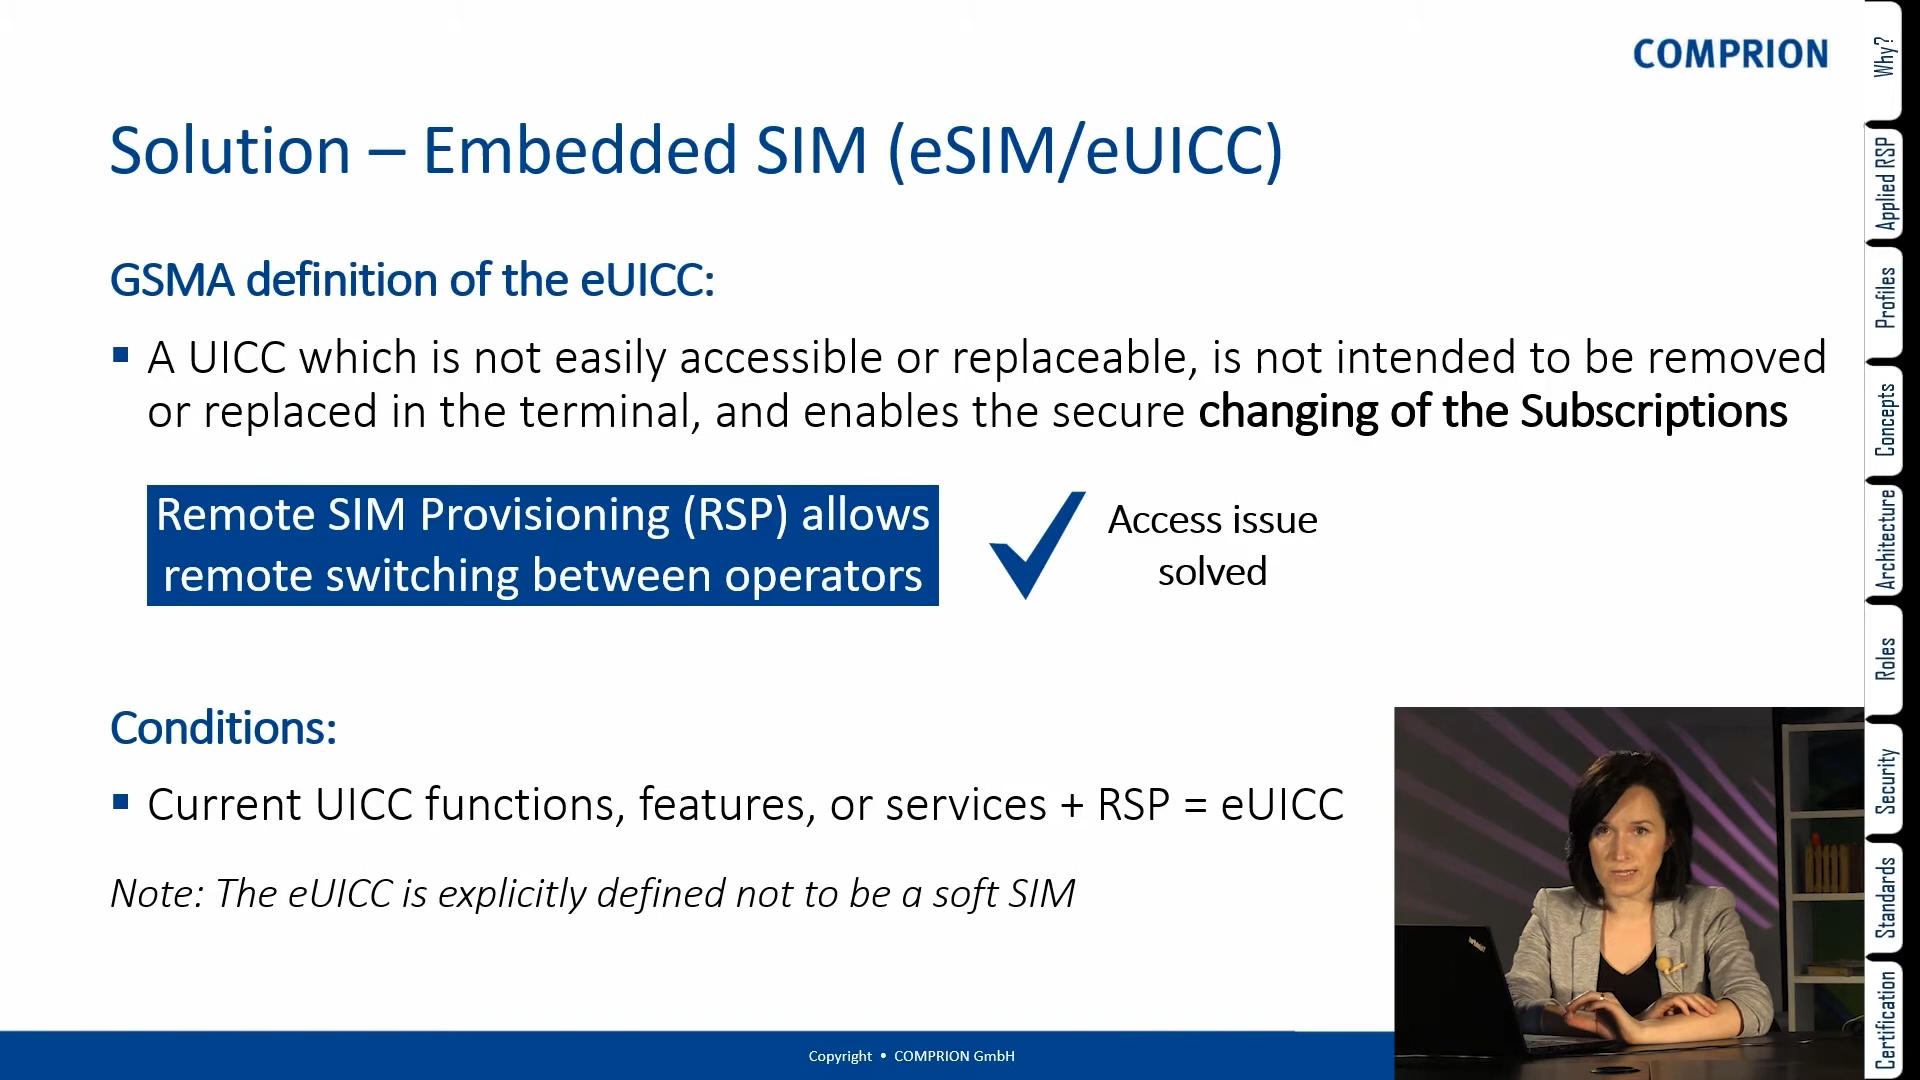 COMPRION
Solution – Embedded SIM (eSIM/eUICC)
GSMA definition of the eUICC:
▪ A UICC which is not easily accessible or replaceable, is not intended to be removed
or replaced in the terminal, and enables the secure changing of the Subscriptions
Remote SIM Provisioning (RSP) allows
remote switching between operators
Access issue
solved
Conditions:
▪ Current UICC functions, features, or services + RSP = eUICC
Note: The eUICC is explicitly defined not to be a soft SIM
Copyright • COMPRION GmbH
Why?
Applied RSP
Profiles
Concepts
Architecture
Roles
Security
Standards
Certification